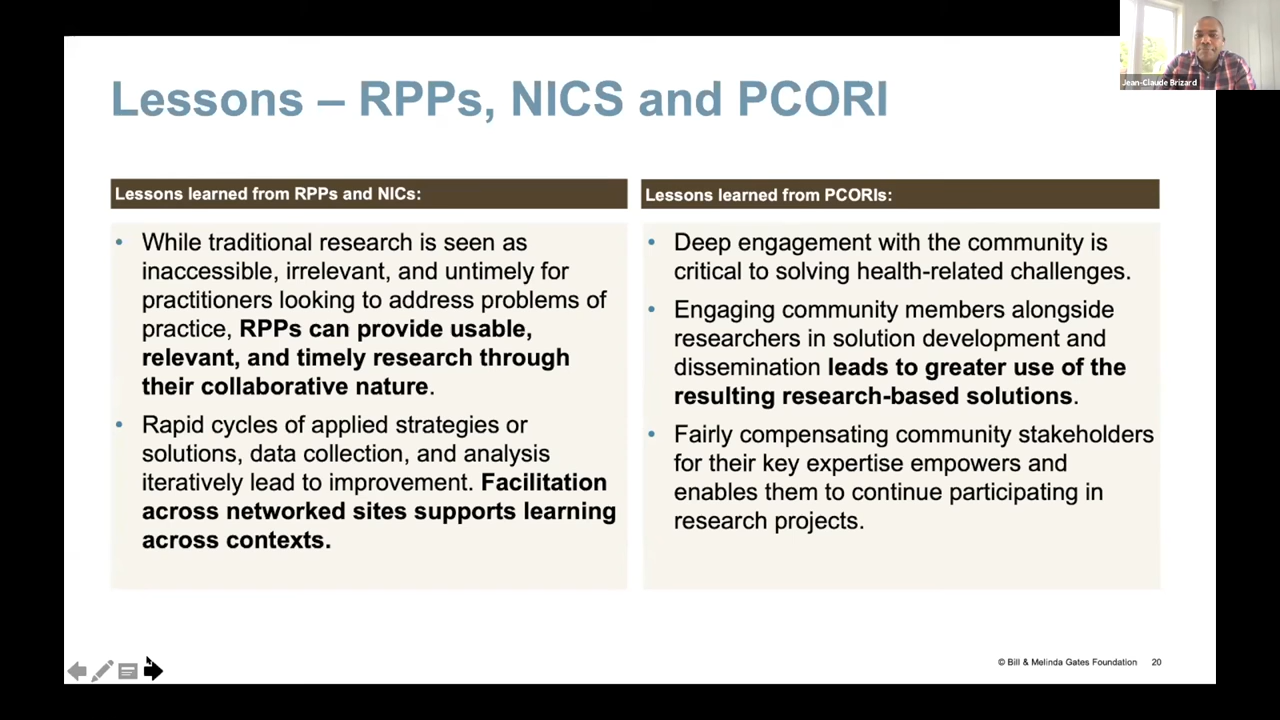 Jean-Claude Brizard
Lessons – RPPs, NICS and PCORI
Lessons learned from RPPs and NICs:
While traditional research is seen as
inaccessible, irrelevant, and untimely for
practitioners looking to address problems of
practice, RPPs can provide usable,
relevant, and timely research through
their collaborative nature.
Rapid cycles of applied strategies or
solutions, data collection, and analysis
iteratively lead to improvement. Facilitation
across networked sites supports learning
across contexts.
Lessons learned from PCORIs:
Deep engagement with the community is
critical to solving health-related challenges.
Engaging community members alongside
researchers in solution development and
dissemination leads to greater use of the
resulting research-based solutions.
Fairly compensating community stakeholders
for their key expertise empowers and
enables them to continue participating in
research projects.
© Bill & Melinda Gates Foundation 20